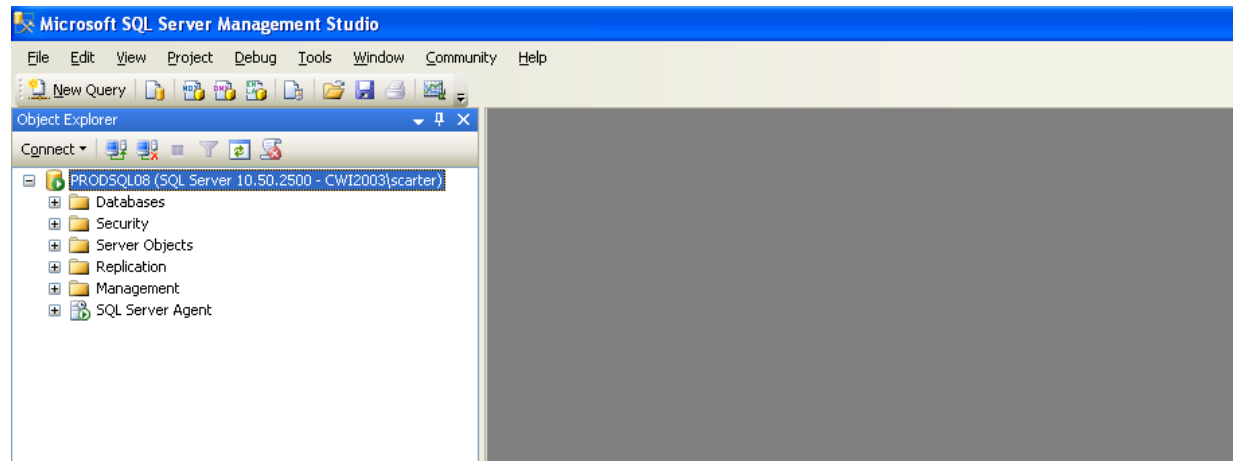 Microsoft SQL Server Management Studio
File Edit View Project Debug Tools Window Community Help
New Query
Object Explorer
Connect
PRODSQL08 (SQL Server 10.50.2500 - CWI2003\scarter)
Databases
Security
Server Objects
Replication
Management
SQL Server Agent